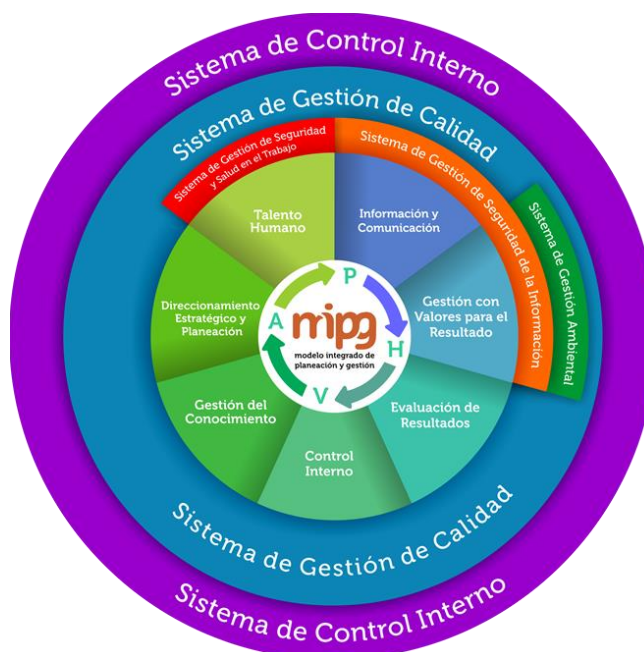 Sistema de Control Interno
Sistema de Gestión de Calidad
Sistema de Gestión de Seguridad
y Salud en el Trabajo
Sistema de Gestión de Seguridad de la Información
Sistema de Gestión Ambiental
Talento
Humano
Información y
Comunicación
Direccionamiento
Estratégico y
Planeación
Gestión con
Valores para el
Resultado
P
A
H
V
mipg
modelo integrado de
planeación y gestión
Gestión del
Conocimiento
Evaluación de
Resultados
Control
Interno
Sistema de Gestión de Calidad
Sistema de Control Interno